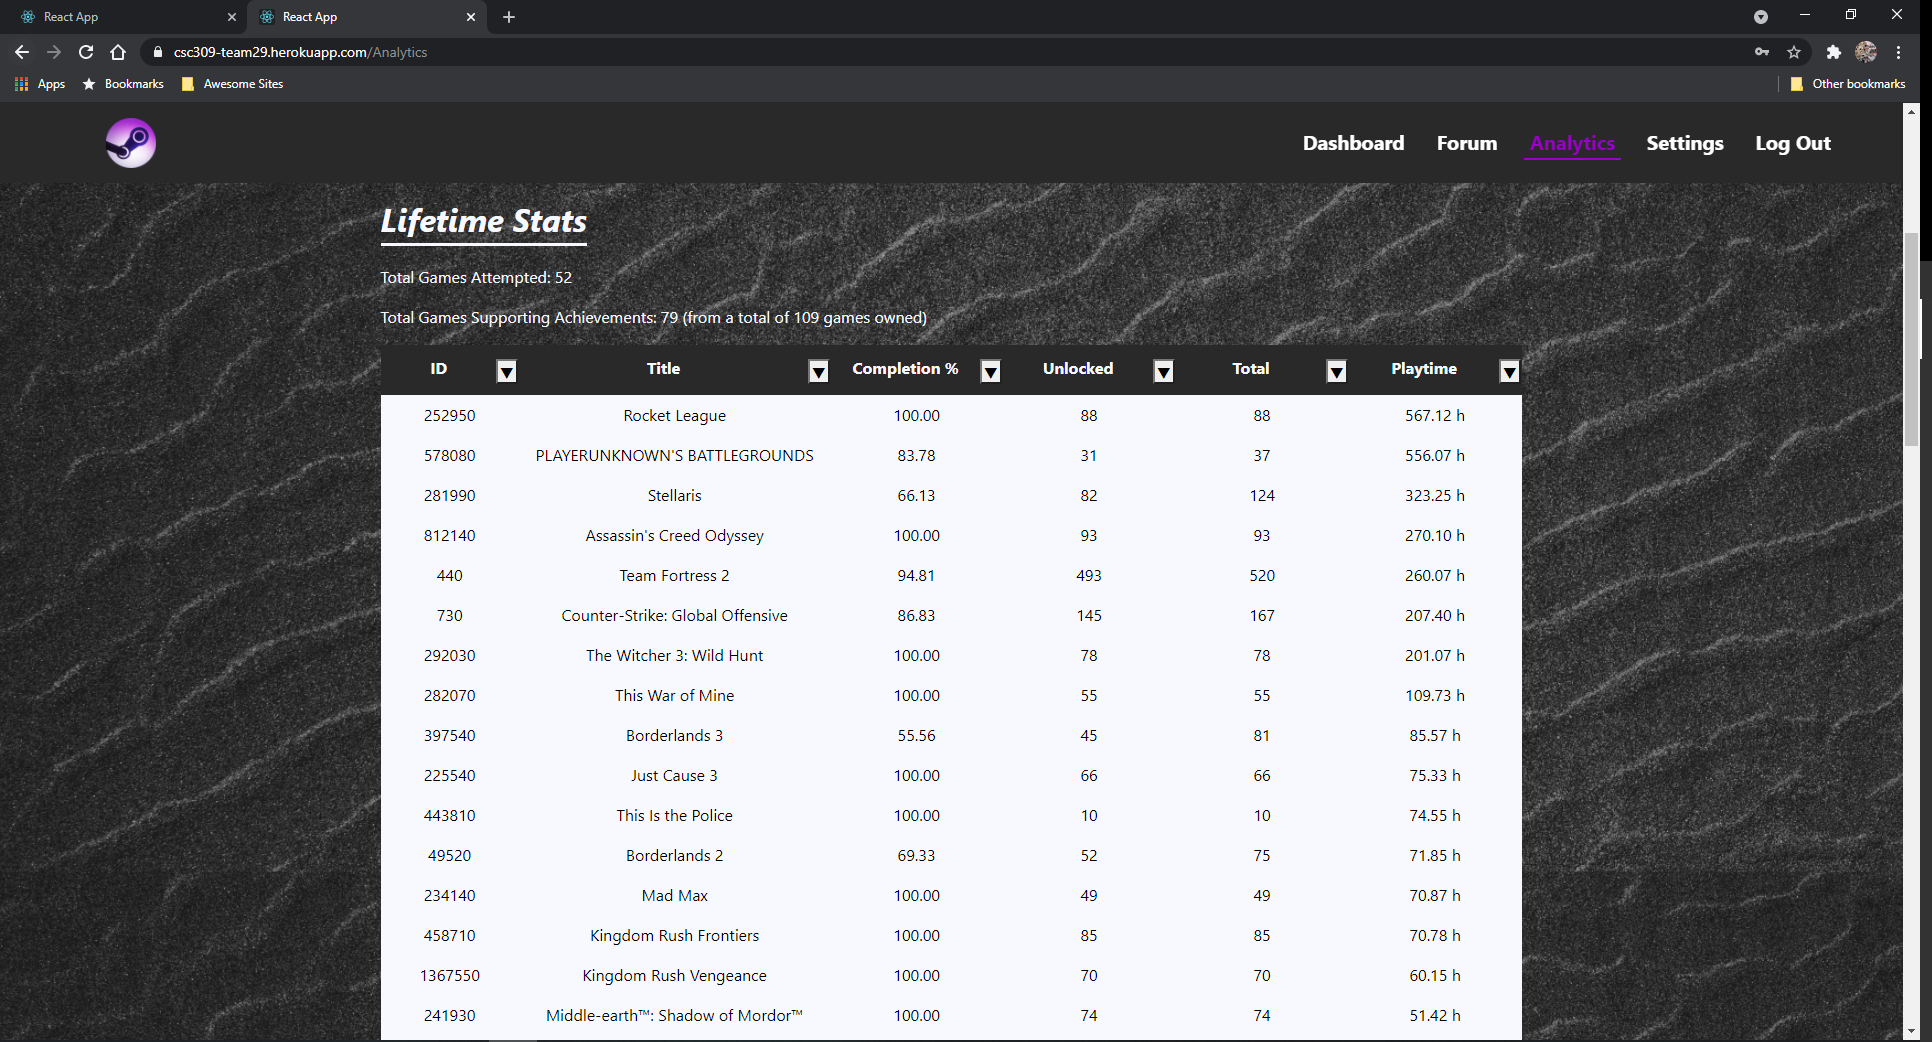 React App
React App
csc309-team29.herokuapp.com/Analytics
Apps Bookmarks Awesome Sites Other bookmarks
Dashboard Forum Analytics Settings Log Out
Lifetime Stats
Total Games Attempted: 52
Total Games Supporting Achievements: 79 (from a total of 109 games owned)
ID ▼ Title ▼ Completion % ▼ Unlocked ▼ Total ▼ Playtime ▼
252950 Rocket League 100.00 88 88 567.12 h
578080 PLAYERUNKNOWN'S BATTLEGROUNDS 83.78 31 37 556.07 h
281990 Stellaris 66.13 82 124 323.25 h
812140 Assassin's Creed Odyssey 100.00 93 93 270.10 h
440 Team Fortress 2 94.81 493 520 260.07 h
730 Counter-Strike: Global Offensive 86.83 145 167 207.40 h
292030 The Witcher 3: Wild Hunt 100.00 78 78 201.07 h
282070 This War of Mine 100.00 55 55 109.73 h
397540 Borderlands 3 55.56 45 81 85.57 h
225540 Just Cause 3 100.00 66 66 75.33 h
443810 This Is the Police 100.00 10 10 74.55 h
49520 Borderlands 2 69.33 52 75 71.85 h
234140 Mad Max 100.00 49 49 70.87 h
458710 Kingdom Rush Frontiers 100.00 85 85 70.78 h
1367550 Kingdom Rush Vengeance 100.00 70 70 60.15 h
241930 Middle-earth™: Shadow of Mordor™ 100.00 74 74 51.42 h